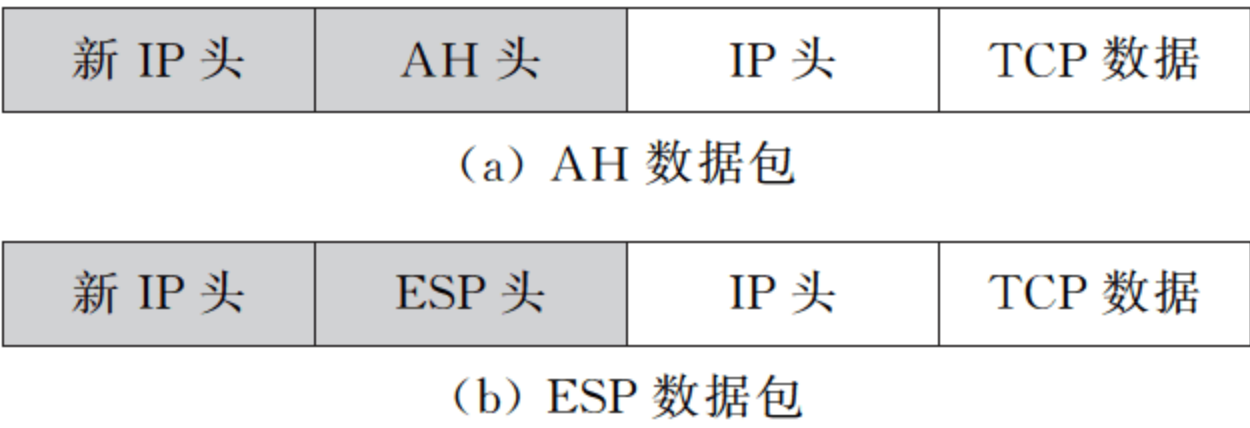 新 IP 头 AH 头 IP 头 TCP 数据
（a）AH 数据包
新 IP 头 ESP 头 IP 头 TCP 数据
（b）ESP 数据包